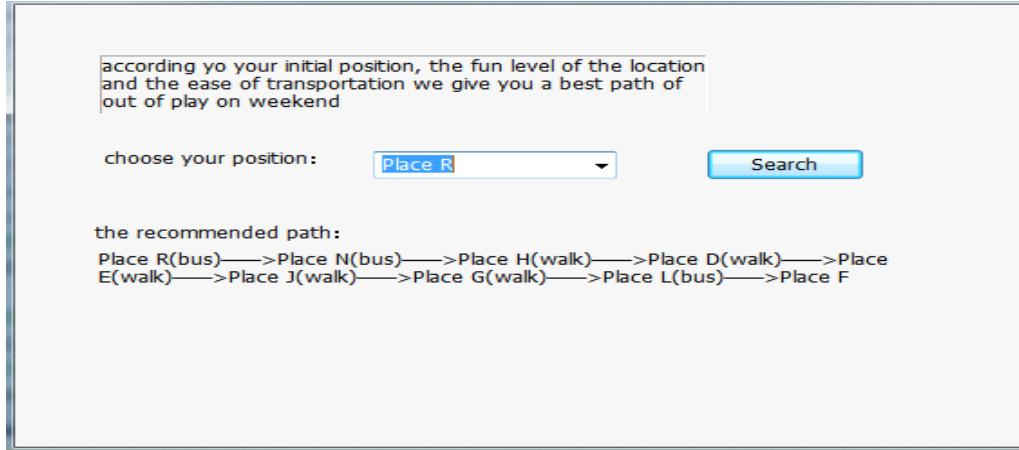 according yo your initial position, the fun level of the location
and the ease of transportation we give you a best path of
out of play on weekend
choose your position:
Place R
Search
the recommended path:
Place R(bus)——>Place N(bus)——>Place H(walk)——>Place D(walk)——>Place
E(walk)——>Place J(walk)——>Place G(walk)——>Place L(bus)——>Place F